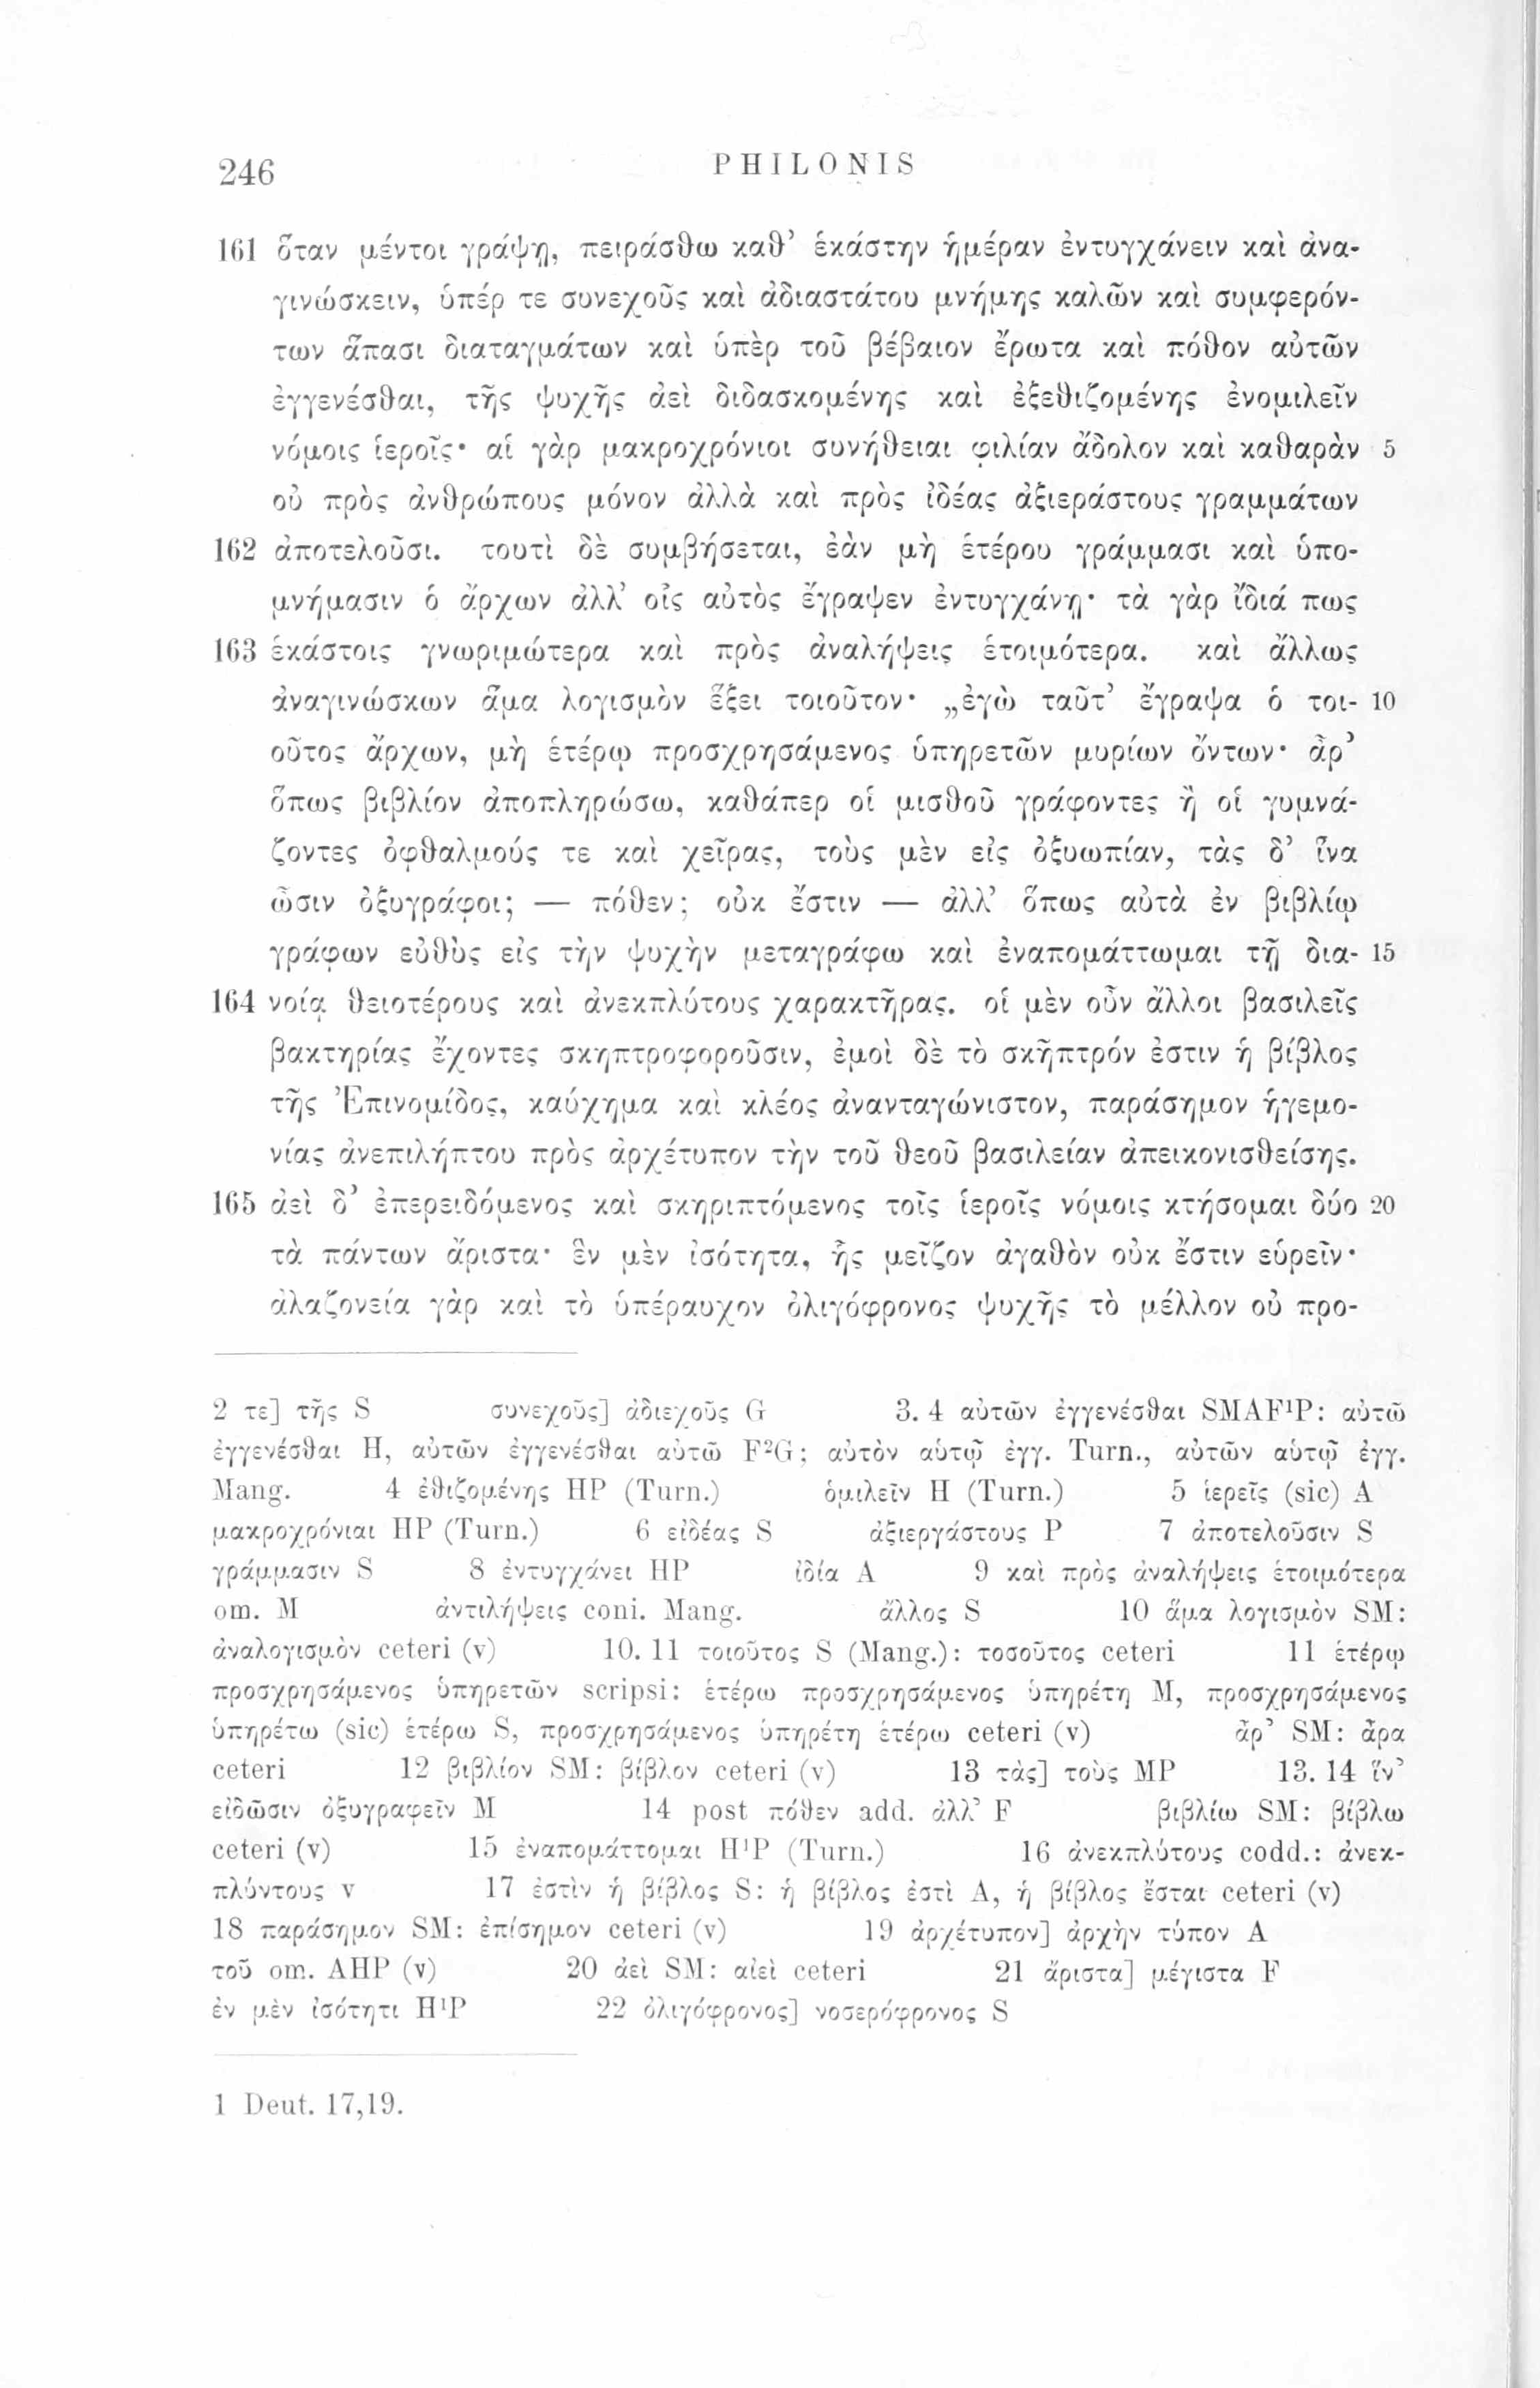 246 PHILONIS
161 ὅταν μέντοι γράψῃ, πειράσθω καθ’ ἑκάστην ἡμέραν ἐντυγχάνειν καὶ ἀνα-
γινώσκειν, ὑπέρ τε συνεχοῦς καὶ ἀδιαστάτου μνήμης καλῶν καὶ συμφερόν-
των ἅπασι διαταγμάτων καὶ ὑπὲρ τοῦ βέβαιον ἔρωτα καὶ πόθον αὐτῶν
ἐγγενέσθαι, τῆς ψυχῆς ἀεὶ διδασκομένης καὶ ἐξεθιζομένης ἐνομιλεῖν
νόμοις ἱεροῖς· αἱ γὰρ μακροχρόνιοι συνήθειαι φιλίαν ἄδολον καὶ καθαρὰν 5
οὐ πρὸς ἀνθρώπους μόνον ἀλλὰ καὶ πρὸς ἰδέας ἀξιεράστους γραμμάτων
162 ἀποτελοῦσι. τουτὶ δὲ συμβήσεται, ἐὰν μὴ ἑτέρου γράμμασι καὶ ὑπο-
μνήμασιν ὁ ἄρχων ἀλλ’ οἷς αὐτὸς ἔγραψεν ἐντυγχάνῃ· τὰ γὰρ ἴδιά πως
163 ἑκάστοις γνωριμώτερα καὶ πρὸς ἀναλήψεις ἑτοιμότερα. καὶ ἄλλως
ἀναγινώσκων ἅμα λογισμὸν ἕξει τοιοῦτον· „ἐγὼ ταῦτ’ ἔγραψα ὁ τοι- 10
οῦτος ἄρχων, μὴ ἑτέρῳ προσχρησάμενος ὑπηρετῶν μυρίων ὄντων· ἆρ’
ὅπως βιβλίον ἀποπληρώσω, καθάπερ οἱ μισθοῦ γράφοντες ἢ οἱ γυμνά-
ζοντες ὀφθαλμούς τε καὶ χεῖρας, τοὺς μὲν εἰς ὀξυωπίαν, τὰς δ’ ἵνα
ὦσιν ὀξυγράφοι; — πόθεν; οὐκ ἔστιν — ἀλλ’ ὅπως αὐτὰ ἐν βιβλίῳ
γράφων εὐθὺς εἰς τὴν ψυχὴν μεταγράφω καὶ ἐναπομάττωμαι τῇ δια- 15
164 νοίᾳ θειοτέρους καὶ ἀνεκπλύτους χαρακτῆρας. οἱ μὲν οὖν ἄλλοι βασιλεῖς
βακτηρίας ἔχοντες σκηπτροφοροῦσιν, ἐμοὶ δὲ τὸ σκῆπτρόν ἐστιν ἡ βίβλος
τῆς Ἐπινομίδος, καύχημα καὶ κλέος ἀνανταγώνιστον, παράσημον ἡγεμο-
νίας ἀνεπιλήπτου πρὸς ἀρχέτυπον τὴν τοῦ θεοῦ βασιλείαν ἀπεικονισθείσης.
165 ἀεὶ δ’ ἐπερειδόμενος καὶ σκηριπτόμενος τοῖς ἱεροῖς νόμοις κτήσομαι δύο 20
τὰ πάντων ἄριστα· ἓν μὲν ἰσότητα, ἧς μεῖζον ἀγαθὸν οὐκ ἔστιν εὑρεῖν·
ἀλαζονεία γὰρ καὶ τὸ ὑπέραυχον ὀλιγόφρονος ψυχῆς τὸ μέλλον οὐ προ-
2 τε] τῆς S συνεχοῦς] ἀδιεχοῦς G 3. 4 αὐτῶν ἐγγενέσθαι SMAF¹P: αὐτῶ
ἐγγενέσθαι H, αὐτῶν ἐγγενέσθαι αὐτῶ F²G; αὐτὸν αὑτῷ ἐγγ. Turn., αὐτῶν αὑτῷ ἐγγ.
Mang. 4 ἐθιζομένης HP (Turn.) ὁμιλεῖν H (Turn.) 5 ἱερεῖς (sic) A
μακροχρόνιαι HP (Turn.) 6 εἰδέας S ἀξιεργάστους P 7 ἀποτελοῦσιν S
γράμμασιν S 8 ἐντυγχάνει HP ἰδία A 9 καὶ πρὸς ἀναλήψεις ἑτοιμότερα
om. M ἀντιλήψεις coni. Mang. ἄλλος S 10 ἅμα λογισμὸν SM:
ἀναλογισμὸν ceteri (v) 10. 11 τοιοῦτος S (Mang.): τοσοῦτος ceteri 11 ἑτέρῳ
προσχρησάμενος ὑπηρετῶν scripsi: ἑτέρω προσχρησάμενος ὑπηρέτη M, προσχρησάμενος
ὑπηρέτω (sic) ἑτέρω S, προσχρησάμενος ὑπηρέτη ἑτέρω ceteri (v) ἆρ’ SM: ἆρα
ceteri 12 βιβλίον SM: βίβλον ceteri (v) 13 τὰς] τοὺς MP 13. 14 ἵν’
εἰδῶσιν ὀξυγραφεῖν M 14 post πόθεν add. ἀλλ’ F βιβλίω SM: βίβλω
ceteri (v) 15 ἐναπομάττομαι H¹P (Turn.) 16 ἀνεκπλύτους codd.: ἀνεκ-
πλύντους v 17 ἐστὶν ἡ βίβλος S: ἡ βίβλος ἐστὶ A, ἡ βίβλος ἔσται ceteri (v)
18 παράσημον SM: ἐπίσημον ceteri (v) 19 ἀρχέτυπον] ἀρχὴν τύπον A
τοῦ om. AHP (v) 20 ἀεὶ SM: αἰεὶ ceteri 21 ἄριστα] μέγιστα F
ἐν μὲν ἰσότητι H¹P 22 ὀλιγόφρονος] νοσερόφρονος S
1 Deut. 17,19.